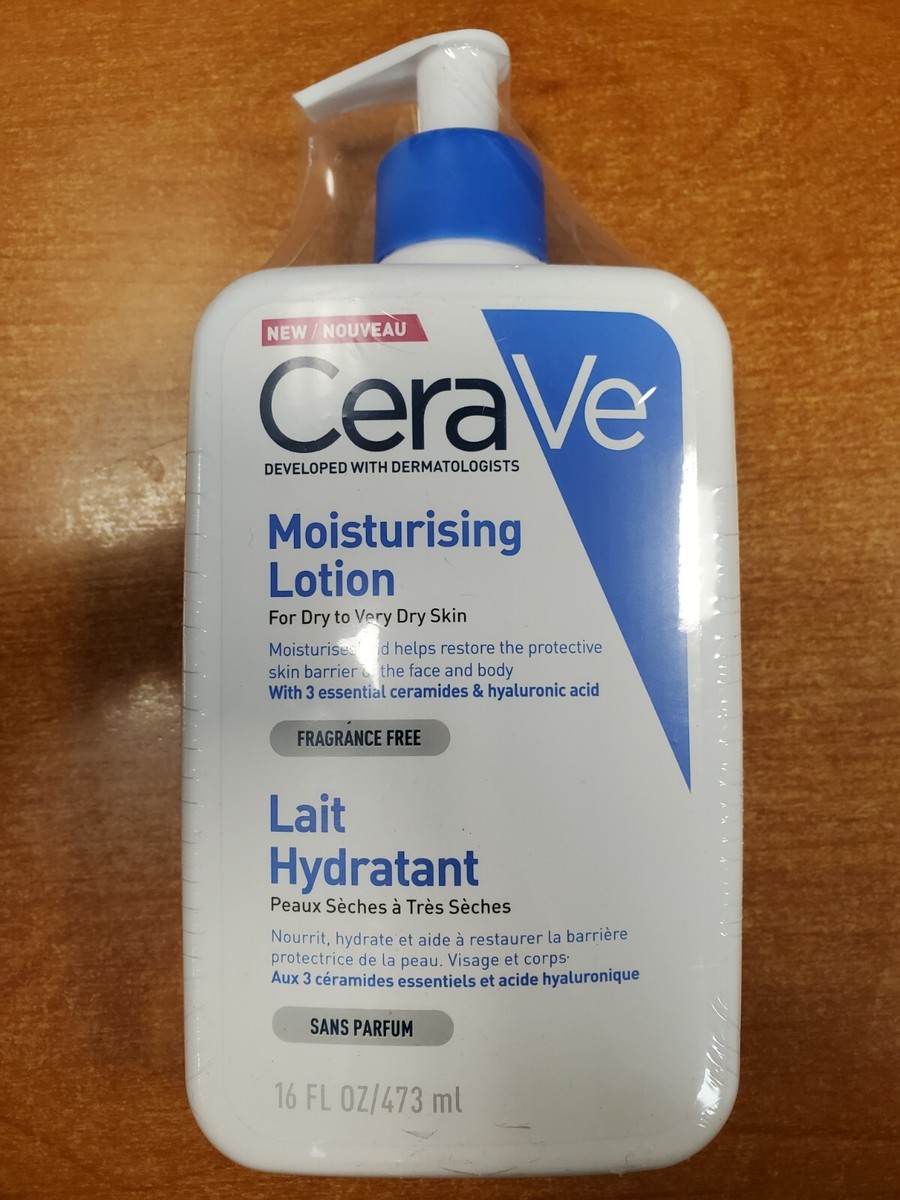 NEW / NOUVEAU
CeraVe
DEVELOPED WITH DERMATOLOGISTS
Moisturising
Lotion
For Dry to Very Dry Skin
Moisturises and helps restore the protective
skin barrier of the face and body
With 3 essential ceramides & hyaluronic acid
FRAGRANCE FREE
Lait
Hydratant
Peaux Sèches à Très Sèches
Nourrit, hydrate et aide à restaurer la barrière
protectrice de la peau. Visage et corps.
Aux 3 céramides essentiels et acide hyaluronique
SANS PARFUM
16 FL OZ/473 ml